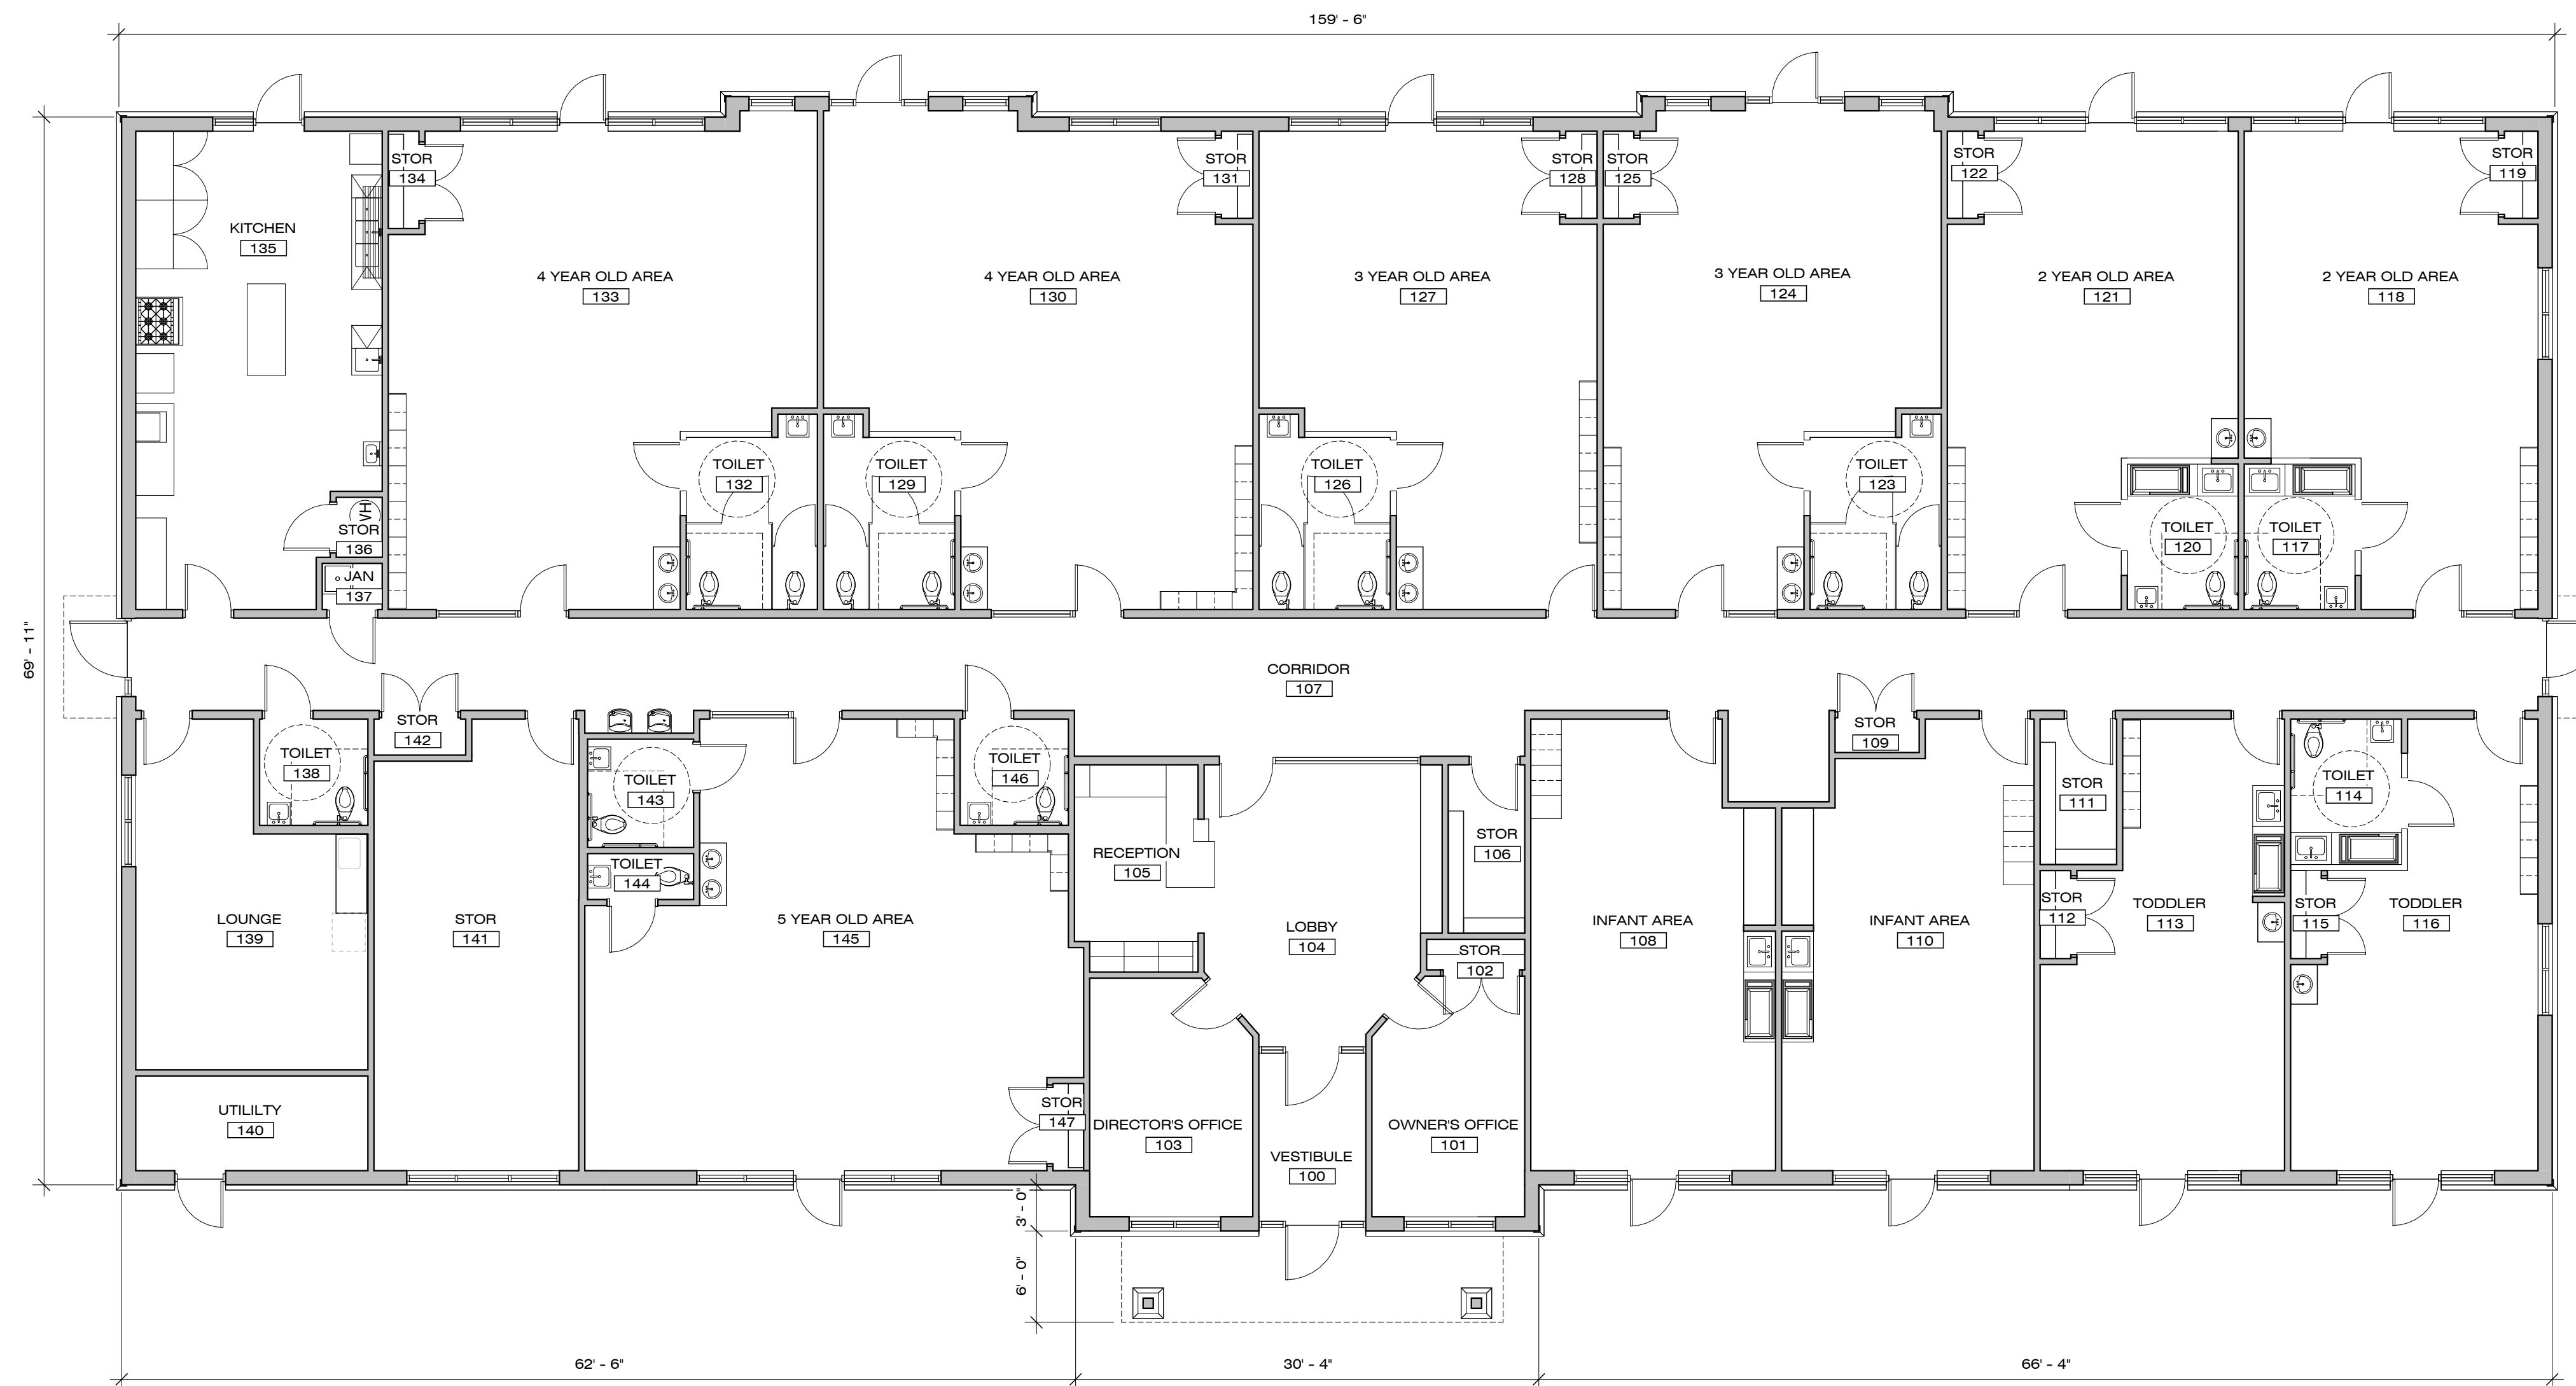 159' - 6"
STOR
134
STOR
131
STOR
128
STOR
125
STOR
122
STOR
119
KITCHEN
135
4 YEAR OLD AREA
133
4 YEAR OLD AREA
130
3 YEAR OLD AREA
127
3 YEAR OLD AREA
124
2 YEAR OLD AREA
121
2 YEAR OLD AREA
118
TOILET
132
TOILET
129
TOILET
126
TOILET
123
TOILET
120
TOILET
117
WH
STOR
136
JAN
137
69' - 11"
CORRIDOR
107
TOILET
138
STOR
142
TOILET
143
TOILET
144
TOILET
146
STOR
109
STOR
111
TOILET
114
RECEPTION
105
STOR
106
LOUNGE
139
STOR
141
5 YEAR OLD AREA
145
LOBBY
104
STOR
102
INFANT AREA
108
INFANT AREA
110
STOR
112
TODDLER
113
STOR
115
TODDLER
116
UTILILTY
140
STOR
147
DIRECTOR'S OFFICE
103
VESTIBULE
100
OWNER'S OFFICE
101
3' - 0"
6' - 0"
62' - 6"
30' - 4"
66' - 4"